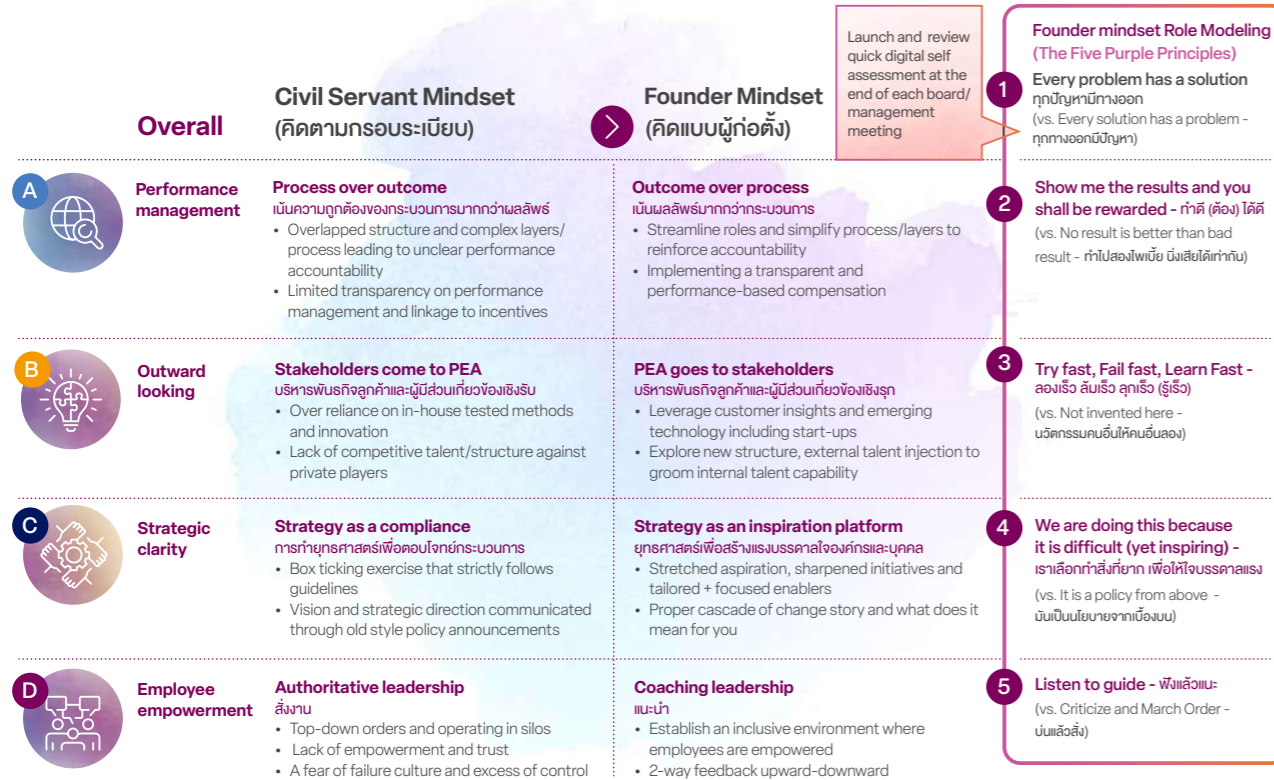 Launch and review
quick digital self
assessment at the
end of each board/
management
meeting
Founder mindset Role Modeling
(The Five Purple Principles)
1
Every problem has a solution
ทุกปัญหามีทางออก
(vs. Every solution has a problem -
ทุกทางออกมีปัญหา)
Overall
Civil Servant Mindset
(คิดตามกรอบระเบียบ)
Founder Mindset
(คิดแบบผู้ก่อตั้ง)
A
Performance
management
Process over outcome
เน้นความถูกต้องของกระบวนการมากกว่าผลลัพธ์
• Overlapped structure and complex layers/
process leading to unclear performance
accountability
• Limited transparency on performance
management and linkage to incentives
Outcome over process
เน้นผลลัพธ์มากกว่ากระบวนการ
• Streamline roles and simplify process/layers to
reinforce accountability
• Implementing a transparent and
performance-based compensation
2
Show me the results and you
shall be rewarded - ทำดี (ต้อง) ได้ดี
(vs. No result is better than bad
result - ทำไปสองไพเบี้ย นิ่งเสียได้เท่ากัน)
B
Outward
looking
Stakeholders come to PEA
บริหารพันธกิจลูกค้าและผู้มีส่วนเกี่ยวข้องเชิงรับ
• Over reliance on in-house tested methods
and innovation
• Lack of competitive talent/structure against
private players
PEA goes to stakeholders
บริหารพันธกิจลูกค้าและผู้มีส่วนเกี่ยวข้องเชิงรุก
• Leverage customer insights and emerging
technology including start-ups
• Explore new structure, external talent injection to
groom internal talent capability
3
Try fast, Fail fast, Learn Fast -
ลองเร็ว ล้มเร็ว ลุกเร็ว (รู้เร็ว)
(vs. Not invented here -
นวัตกรรมคนอื่นให้คนอื่นลอง)
C
Strategic
clarity
Strategy as a compliance
การทำยุทธศาสตร์เพื่อตอบโจทย์กระบวนการ
• Box ticking exercise that strictly follows
guidelines
• Vision and strategic direction communicated
through old style policy announcements
Strategy as an inspiration platform
ยุทธศาสตร์เพื่อสร้างแรงบรรดาลใจองค์กรและบุคคล
• Stretched aspiration, sharpened initiatives and
tailored + focused enablers
• Proper cascade of change story and what does it
mean for you
4
We are doing this because
it is difficult (yet inspiring) -
เราเลือกทำสิ่งที่ยาก เพื่อให้ใจบรรดาลแรง
(vs. It is a policy from above -
มันเป็นนโยบายจากเบื้องบน)
D
Employee
empowerment
Authoritative leadership
สั่งงาน
• Top-down orders and operating in silos
• Lack of empowerment and trust
• A fear of failure culture and excess of control
Coaching leadership
แนะนำ
• Establish an inclusive environment where
employees are empowered
• 2-way feedback upward-downward
5
Listen to guide - ฟังแล้วแนะ
(vs. Criticize and March Order -
บ่นแล้วสั่ง)